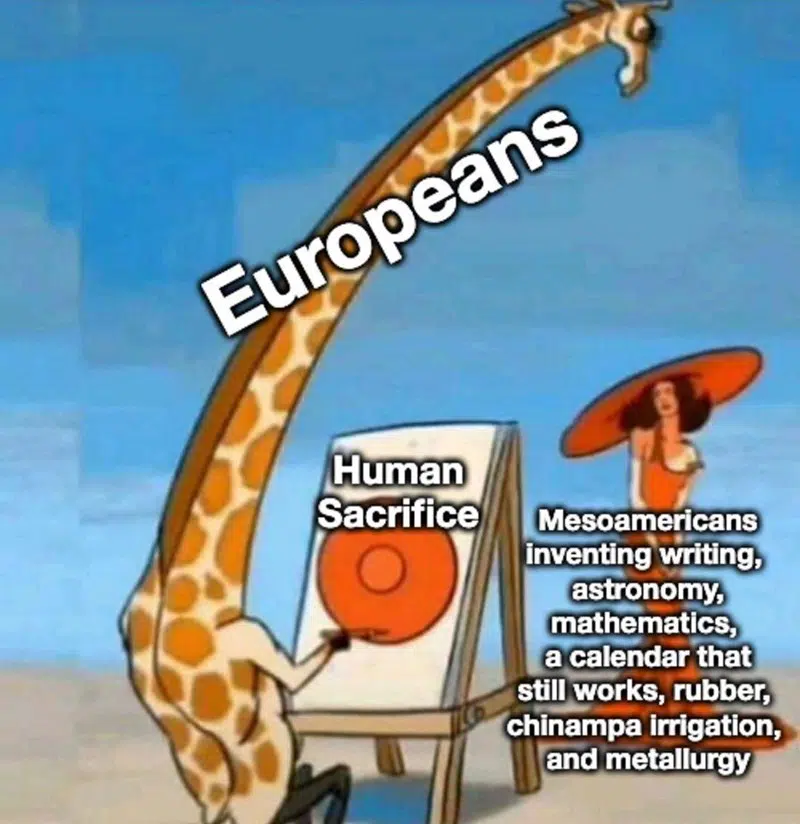 Europeans
Human
Sacrifice
Mesoamericans
inventing writing,
astronomy,
mathematics,
a calendar that
still works, rubber,
chinampa irrigation,
and metallurgy